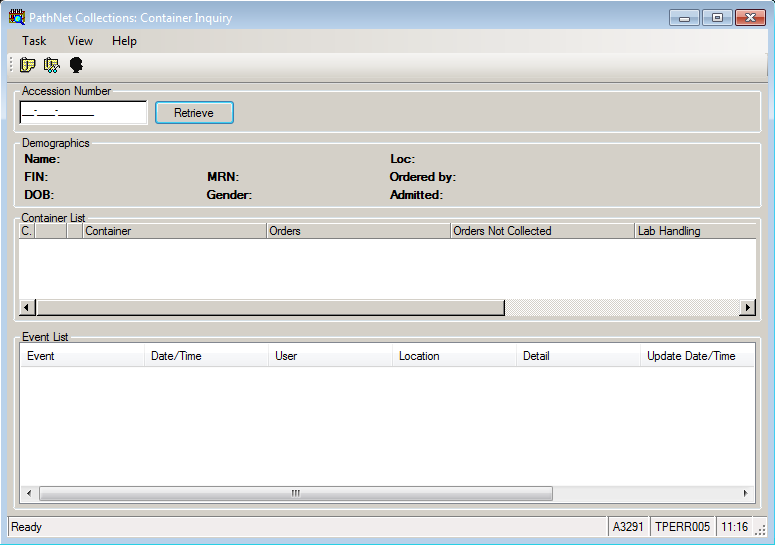 PathNet Collections: Container Inquiry
Task View Help
Accession Number
__-___-______ Retrieve
Demographics
Name: Loc:
FIN: MRN: Ordered by:
DOB: Gender: Admitted:
Container List
C. Container Orders Orders Not Collected Lab Handling
Event List
Event Date/Time User Location Detail Update Date/Time
Ready A3291 TPERR005 11:16